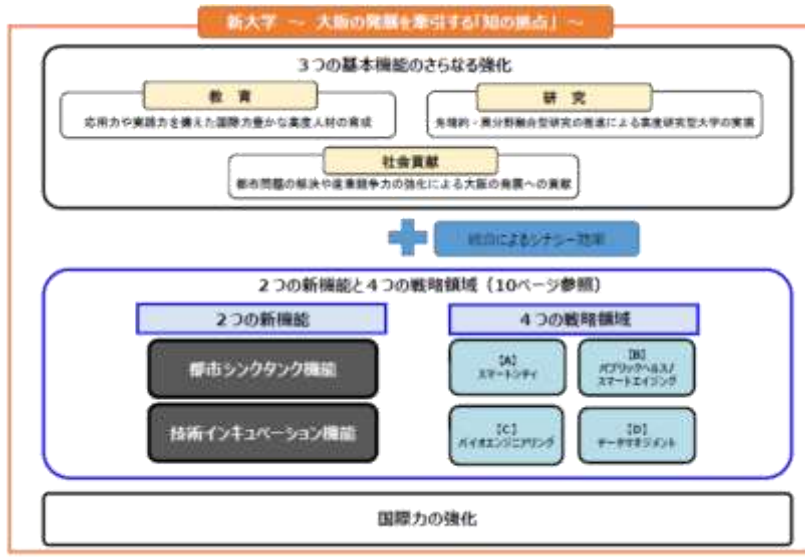 新大学 ～ 大阪の発展を牽引する「知の拠点」 ～
3つの基本機能のさらなる強化
教 育
応用力や実践力を備えた国際力豊かな高度人材の育成
研 究
先端的・異分野融合型研究の推進による高度研究型大学の実現
社会貢献
都市問題の解決や産業競争力の強化による大阪の発展への貢献
統合によるシナジー効果
2つの新機能と4つの戦略領域（10ページ参照）
2つの新機能
都市シンクタンク機能
技術インキュベーション機能
4つの戦略領域
【A】
スマートシティ
【B】
パブリックヘルス/
スマートエイジング
【C】
バイオエンジニアリング
【D】
データマネジメント
国際力の強化